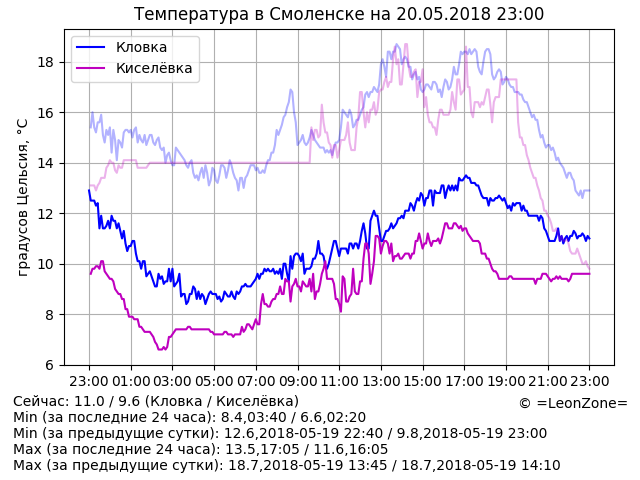 Температура в Смоленске на 20.05.2018 23:00
Кловка
Киселёвка
градусов Цельсия, °C
18
16
14
12
10
8
6
23:00 01:00 03:00 05:00 07:00 09:00 11:00 13:00 15:00 17:00 19:00 21:00 23:00
Сейчас: 11.0 / 9.6 (Кловка / Киселёвка)
© =LeonZone=
Min (за последние 24 часа): 8.4,03:40 / 6.6,02:20
Min (за предыдущие сутки): 12.6,2018-05-19 22:40 / 9.8,2018-05-19 23:00
Max (за последние 24 часа): 13.5,17:05 / 11.6,16:05
Max (за предыдущие сутки): 18.7,2018-05-19 13:45 / 18.7,2018-05-19 14:10